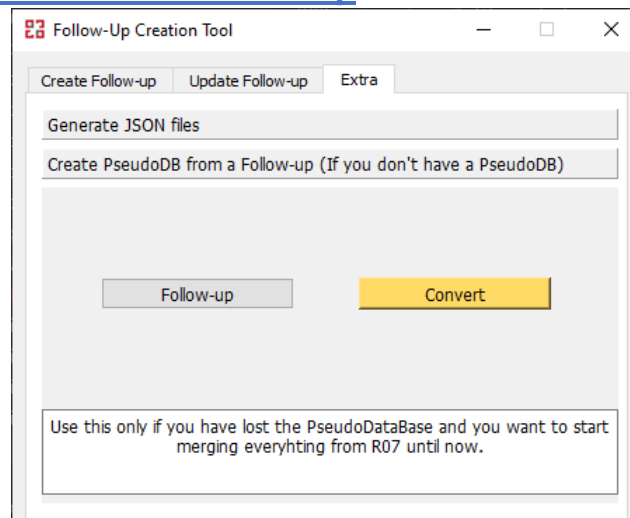 Follow-Up Creation Tool
Create Follow-up Update Follow-up Extra
Generate JSON files
Create PseudoDB from a Follow-up (If you don't have a PseudoDB)
Follow-up Convert
Use this only if you have lost the PseudoDataBase and you want to start
merging everyhting from R07 until now.